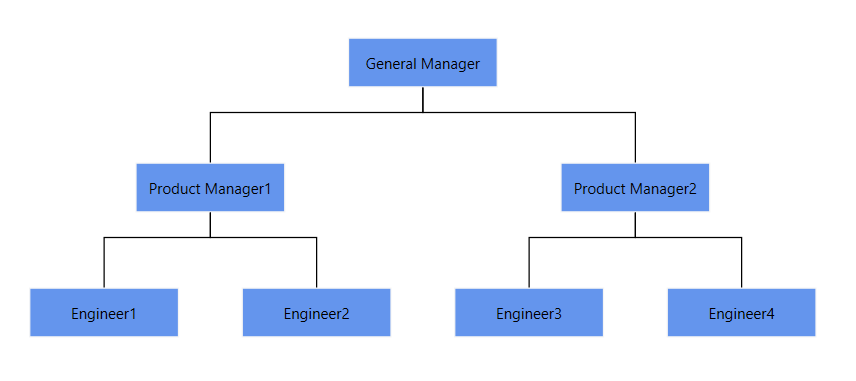 General Manager
Product Manager1
Product Manager2
Engineer1
Engineer2
Engineer3
Engineer4